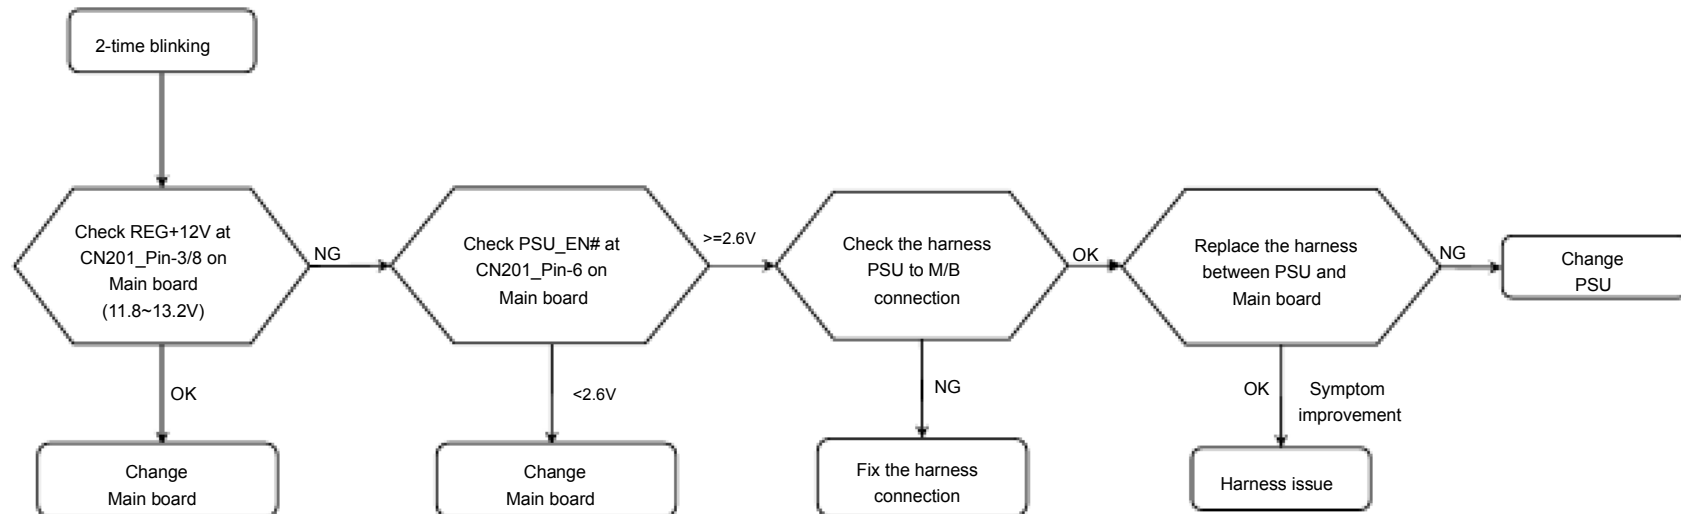 2-time blinking
Check REG+12V at
CN201_Pin-3/8 on
Main board
(11.8~13.2V)
NG
Check PSU_EN# at
CN201_Pin-6 on
Main board
>=2.6V
Check the harness
PSU to M/B
connection
OK
Replace the harness
between PSU and
Main board
NG
Change
PSU
OK
<2.6V
NG
OK
Symptom
improvement
Change
Main board
Change
Main board
Fix the harness
connection
Harness issue